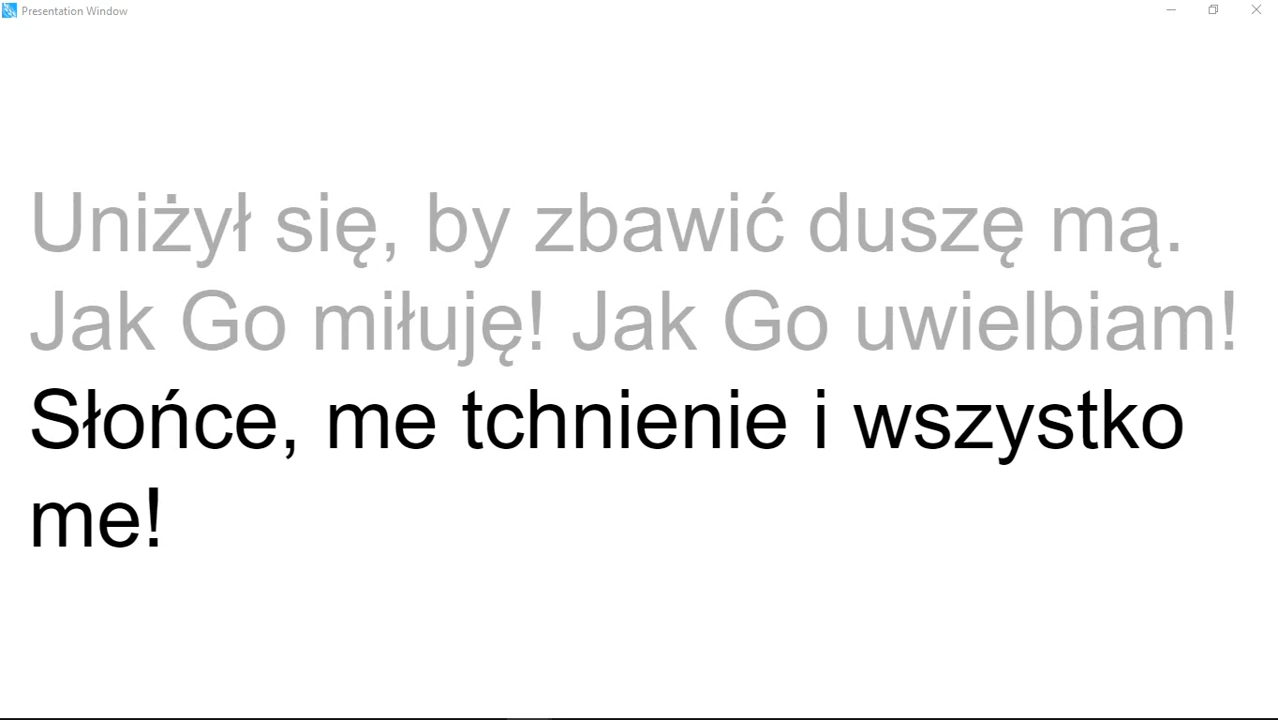 Presentation Window
Uniżył się, by zbawić duszę mą.
Jak Go miłuję! Jak Go uwielbiam!
Słońce, me tchnienie i wszystko
me!